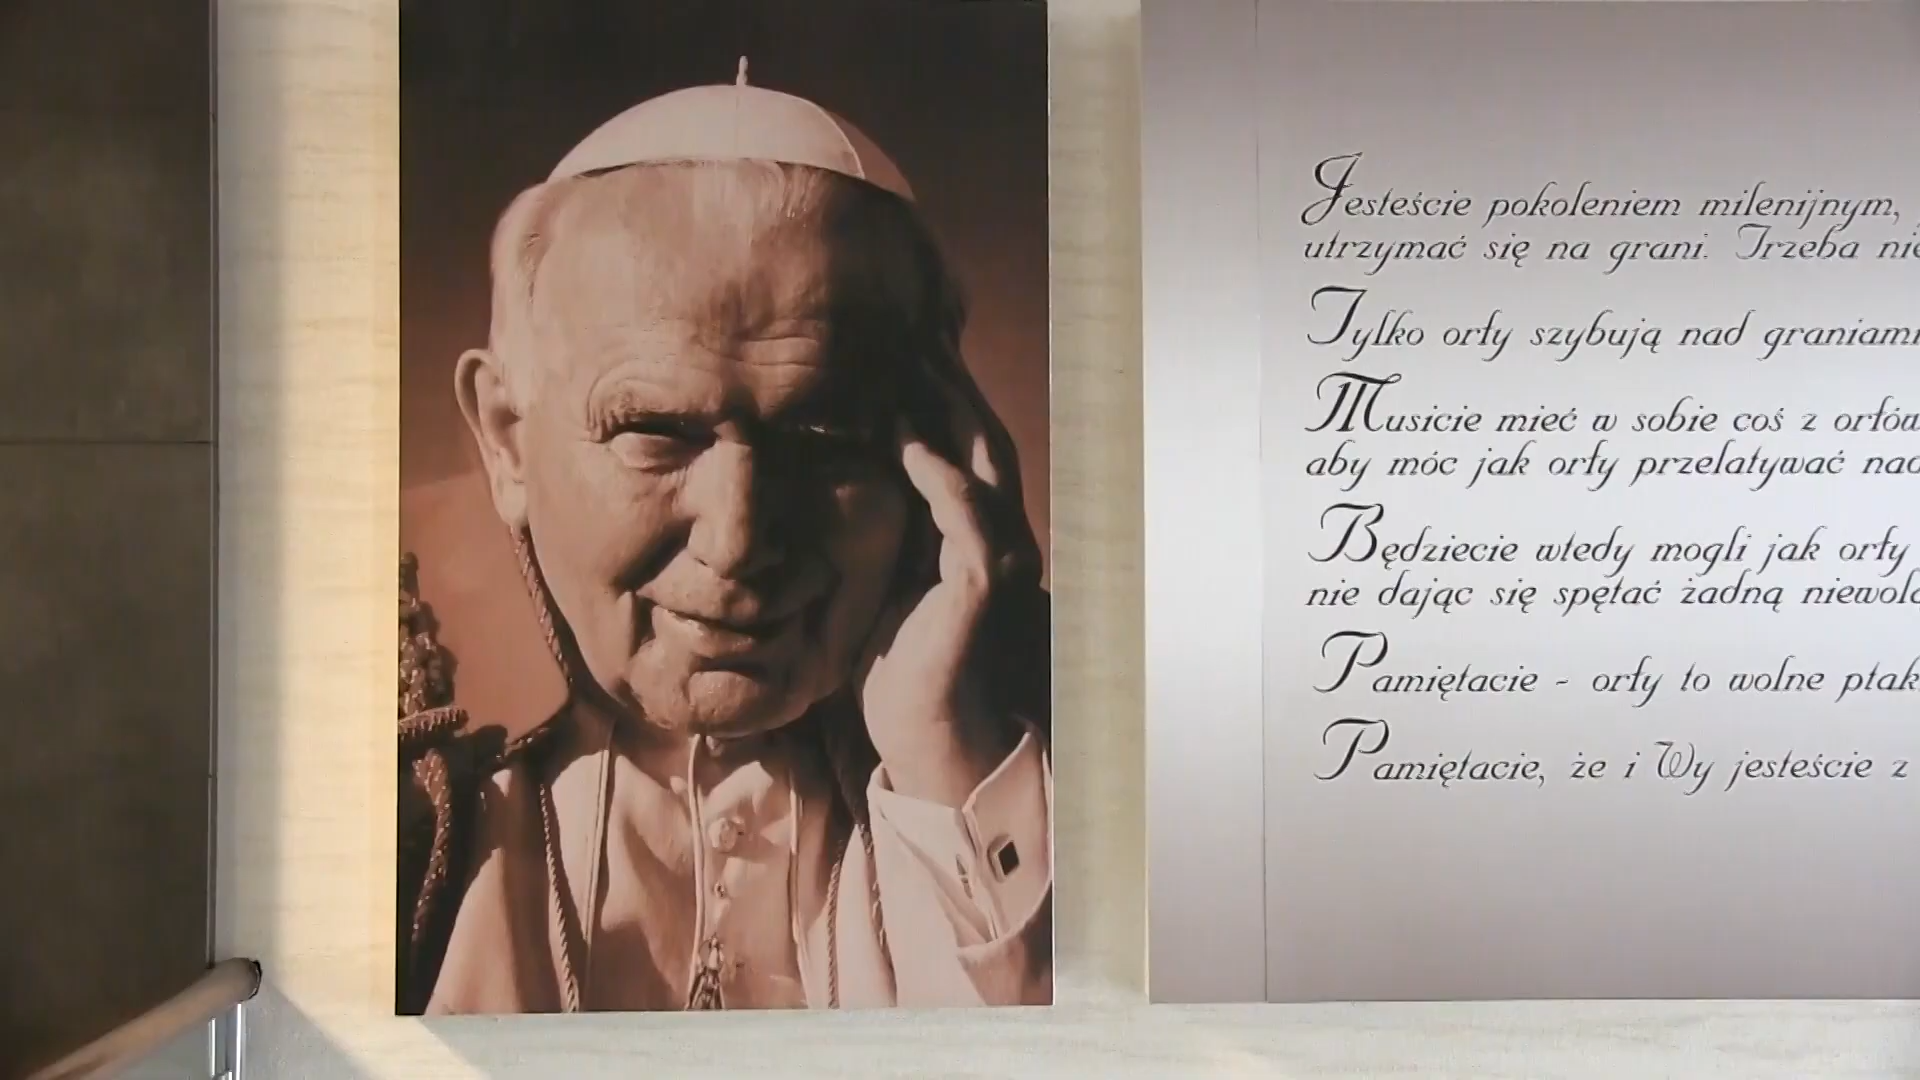 Jesteście pokoleniem milenijnym,
utrzymać się na grani. Trzeba
Tylko orły szybują nad graniami
Musicie mieć w sobie coś z
aby móc jak orły przelatywać
Będziecie wtedy mogli jak orły
nie dając się spętać żadną
Pamiętacie - orły to wolne
Pamiętacie, że i Wy jesteście z